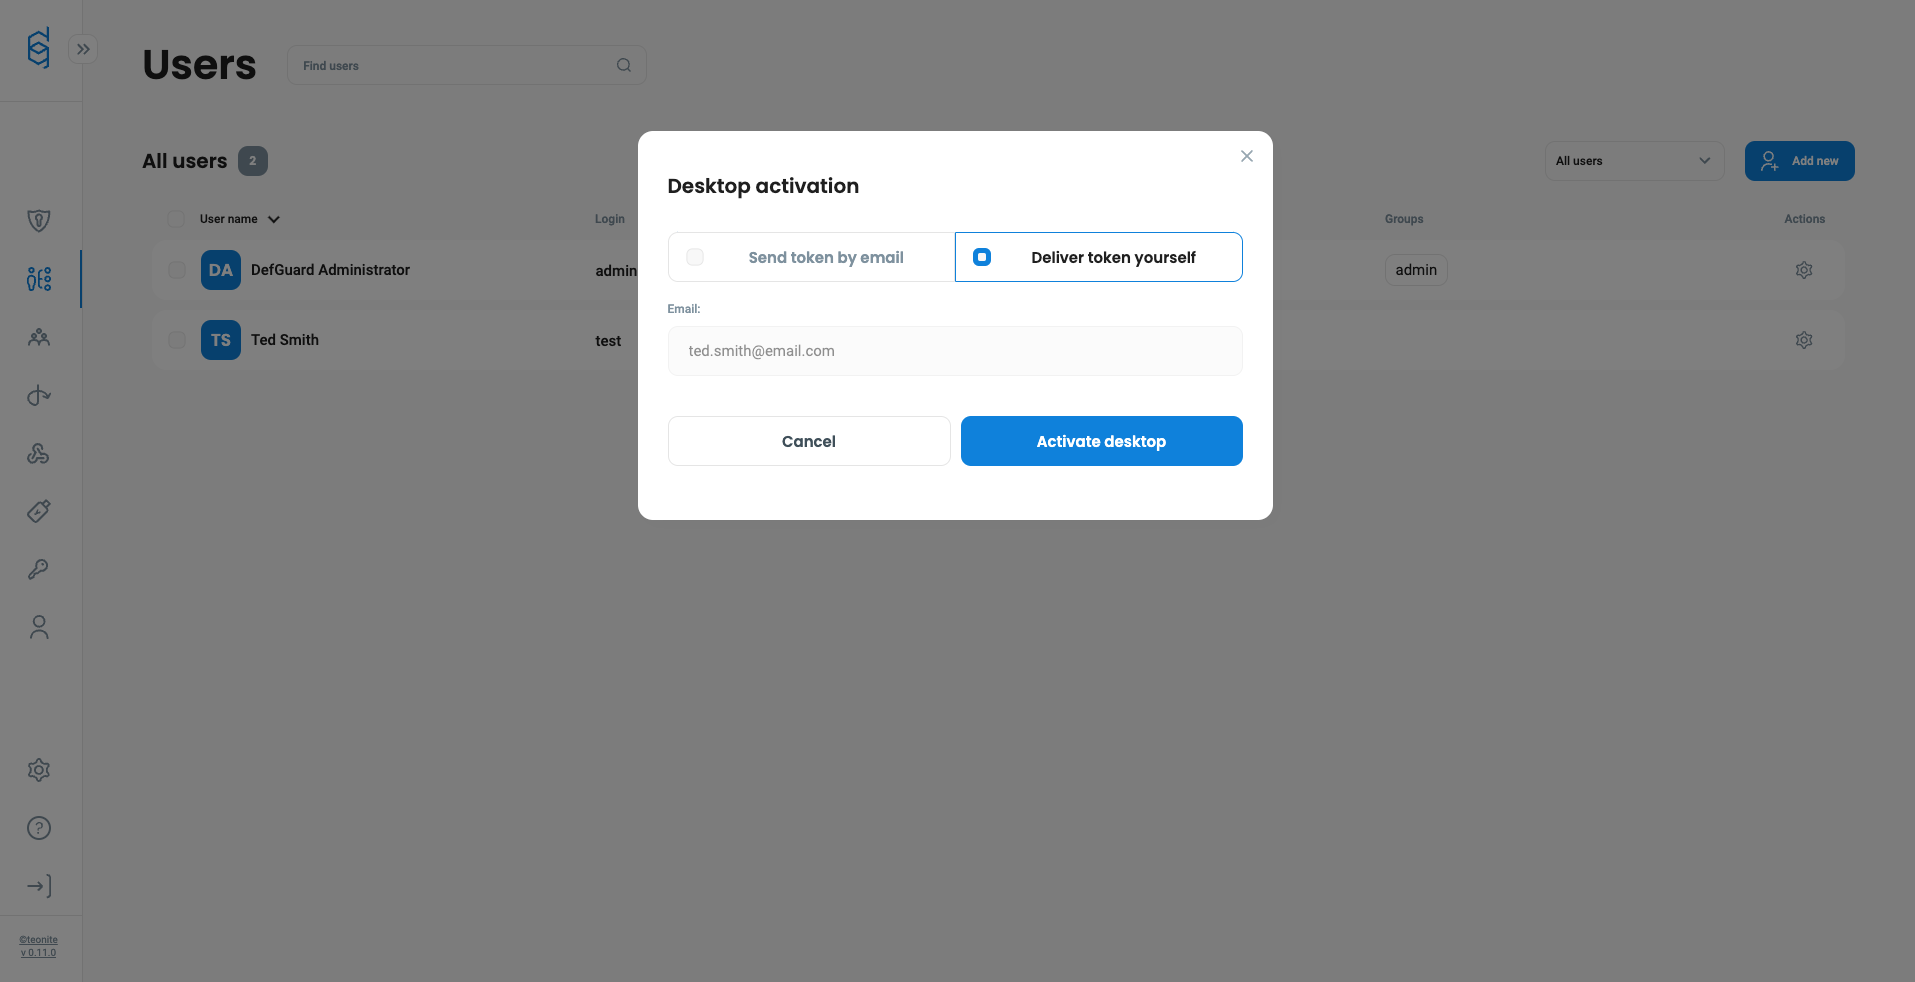 Users
Find users
All users 2
All users
Add new
User name
Login
Groups
Actions
DA DefGuard Administrator
admin
admin
TS Ted Smith
test
Desktop activation
Send token by email
Deliver token yourself
Email:
ted.smith@email.com
Cancel
Activate desktop
©teonite
v 0.11.0